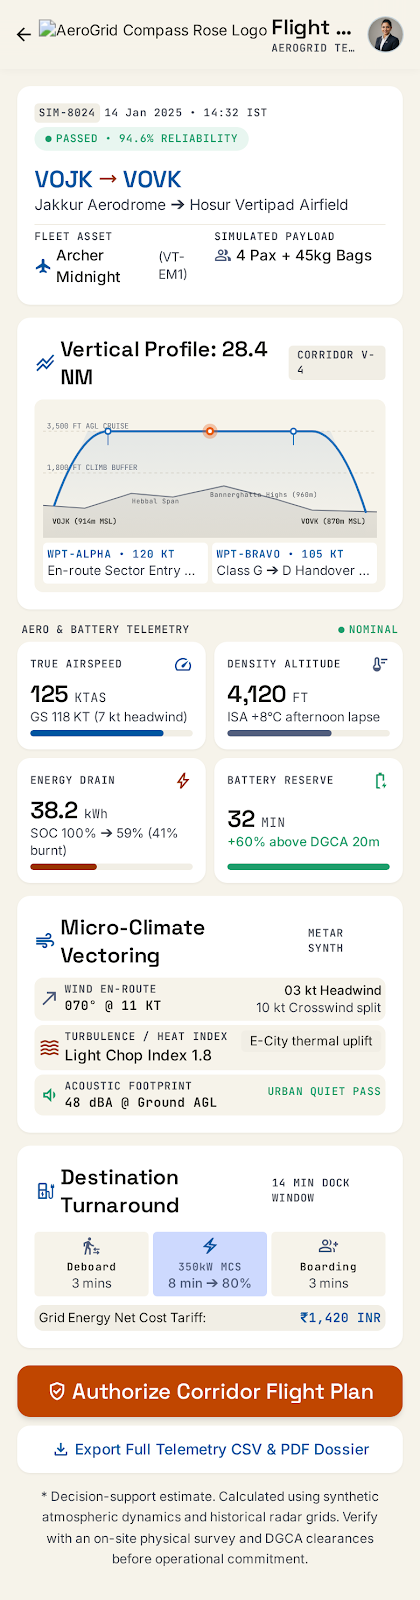 AeroGrid Compass Rose Logo
Flight ...
AEROGRID TE...
SIM-8024 14 Jan 2025 • 14:32 IST
PASSED • 94.6% RELIABILITY
VOJK → VOVK
Jakkur Aerodrome ➔ Hosur Vertipad Airfield
FLEET ASSET
Archer Midnight
(VT-EM1)
SIMULATED PAYLOAD
4 Pax + 45kg Bags
Vertical Profile: 28.4
NM
CORRIDOR V-
4
3,500 FT AGL CRUISE
1,800 FT CLIMB BUFFER
Hebbal Span
Bannerghatta Highs (960m)
VOJK (914m MSL)
VOVK (870m MSL)
WPT-ALPHA • 120 KT
En-route Sector Entry ...
WPT-BRAVO • 105 KT
Class G ➔ D Handover ...
AERO & BATTERY TELEMETRY
NOMINAL
TRUE AIRSPEED
125 KTAS
GS 118 KT (7 kt headwind)
DENSITY ALTITUDE
4,120 FT
ISA +8°C afternoon lapse
ENERGY DRAIN
38.2 kWh
SOC 100% ➔ 59% (41%
burnt)
BATTERY RESERVE
32 MIN
+60% above DGCA 20m
Micro-Climate
Vectoring
METAR
SYNTH
WIND EN-ROUTE
070° @ 11 KT
03 kt Headwind
10 kt Crosswind split
TURBULENCE / HEAT INDEX
Light Chop Index 1.8
E-City thermal uplift
ACOUSTIC FOOTPRINT
48 dBA @ Ground AGL
URBAN QUIET PASS
Destination
Turnaround
14 MIN DOCK
WINDOW
Deboard
3 mins
350kW MCS
8 min ➔ 80%
Boarding
3 mins
Grid Energy Net Cost Tariff:
₹1,420 INR
Authorize Corridor Flight Plan
Export Full Telemetry CSV & PDF Dossier
* Decision-support estimate. Calculated using synthetic
atmospheric dynamics and historical radar grids. Verify
with an on-site physical survey and DGCA clearances
before operational commitment.